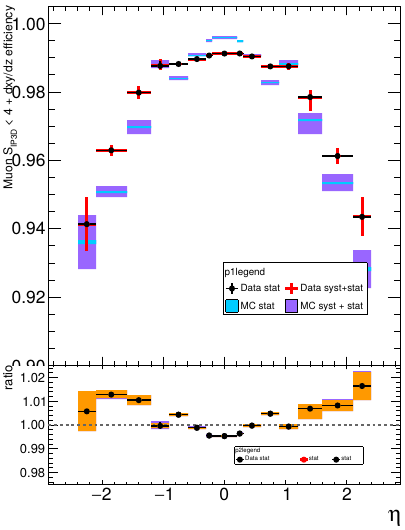 Muon S_IP3D < 4 + dxy/dz efficiency
1.00
0.98
0.96
0.94
0.92
0.90
p1legend
Data stat
Data syst+stat
MC stat
MC syst + stat
ratio
1.02
1.01
1.00
0.99
0.98
p2legend
Data stat
stat
stat
−2 −1 0 1 2
η